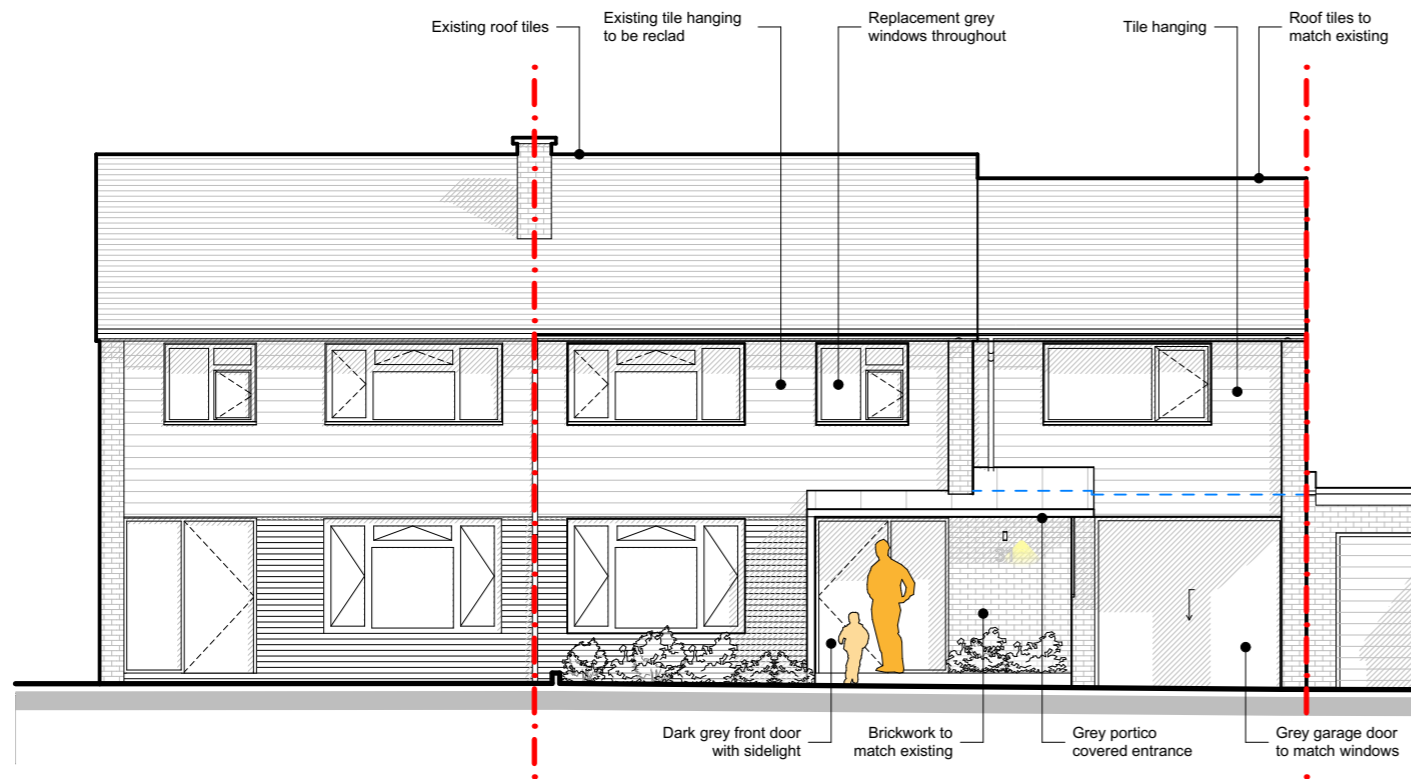 Existing roof tiles
Existing tile hanging
to be reclad
Replacement grey
windows throughout
Tile hanging
Roof tiles to
match existing
31
Dark grey front door
with sidelight
Brickwork to
match existing
Grey portico
covered entrance
Grey garage door
to match windows